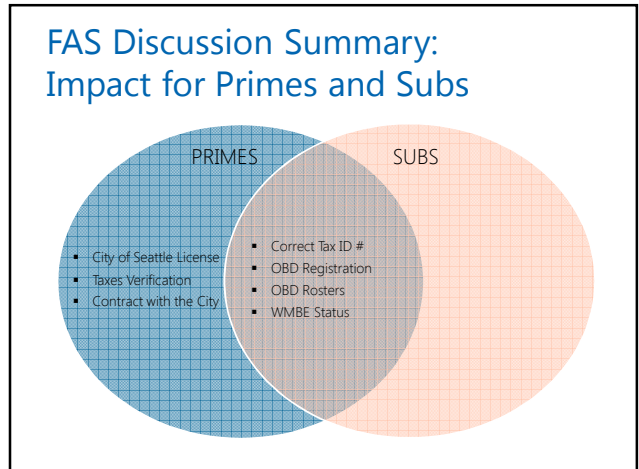 FAS Discussion Summary:
Impact for Primes and Subs
PRIMES
SUBS
▪ City of Seattle License
▪ Taxes Verification
▪ Contract with the City
▪ Correct Tax ID #
▪ OBD Registration
▪ OBD Rosters
▪ WMBE Status